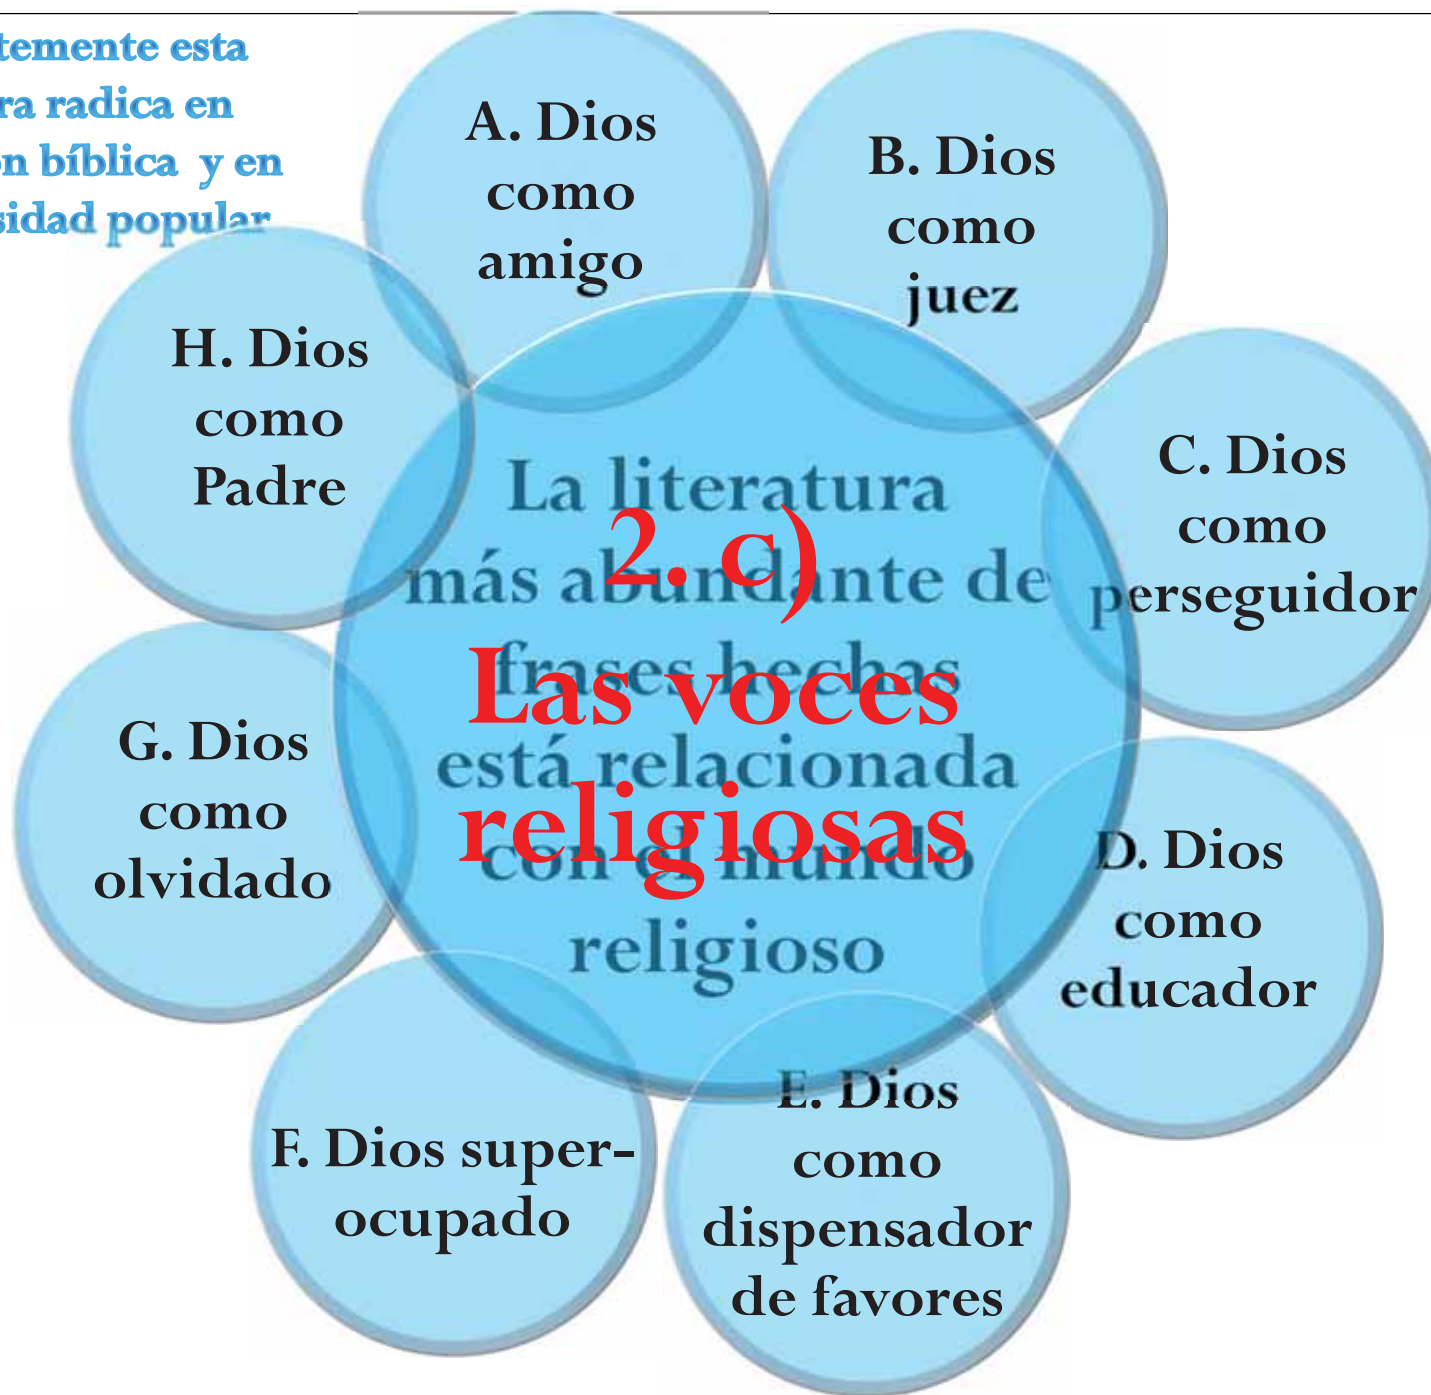 temente esta
ra radica en
ón bíblica y en
sidad popular
A. Dios
como
amigo
B. Dios
como
juez
C. Dios
como
perseguidor
D. Dios
como
educador
E. Dios
como
dispensador
de favores
F. Dios super-
ocupado
G. Dios
como
olvidado
H. Dios
como
Padre
La literatura
más abundante de
frases hechas
está relacionada
con el mundo
religioso
2. c)
Las voces
religiosas